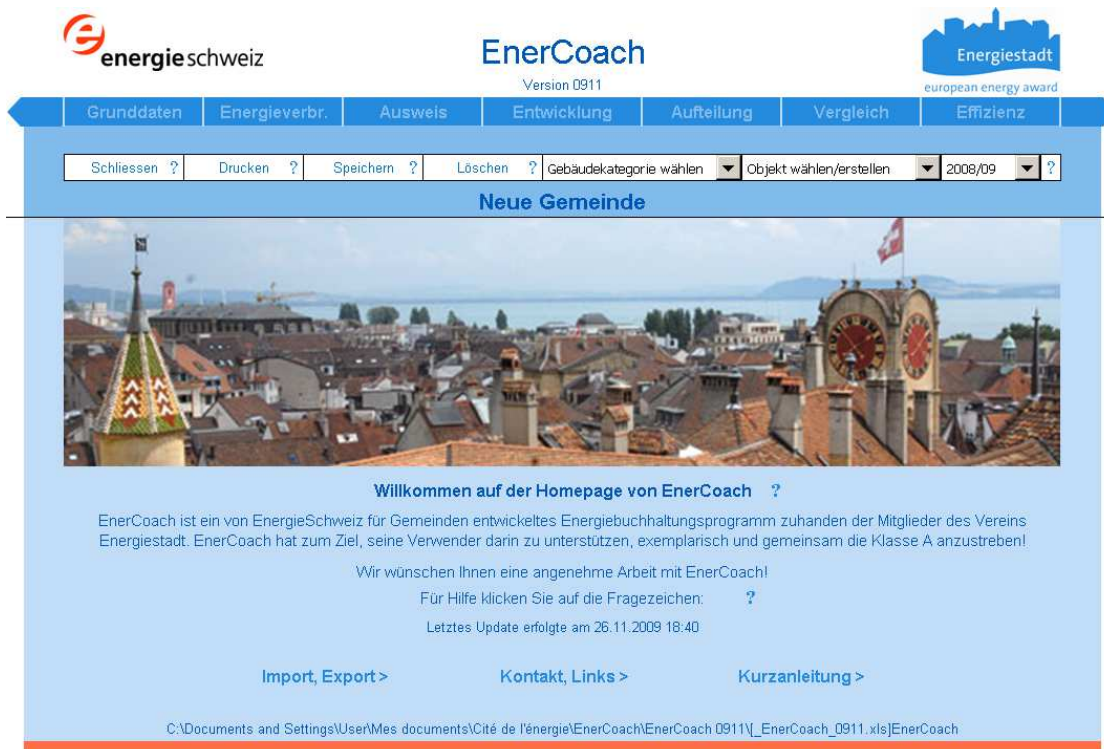 energieschweiz
EnerCoach
Version 0911
Energiestadt
european energy award
Grunddaten Energieverbr. Ausweis Entwicklung Aufteilung Vergleich Effizienz
Schliessen ? Drucken ? Speichern ? Löschen ? Gebäudekategorie wählen Objekt wählen/erstellen 2008/09 ?
Neue Gemeinde
Willkommen auf der Homepage von EnerCoach ?
EnerCoach ist ein von EnergieSchweiz für Gemeinden entwickeltes Energiebuchhaltungsprogramm zuhanden der Mitglieder des Vereins
Energiestadt. EnerCoach hat zum Ziel, seine Verwender darin zu unterstützen, exemplarisch und gemeinsam die Klasse A anzustreben!
Wir wünschen Ihnen eine angenehme Arbeit mit EnerCoach!
Für Hilfe klicken Sie auf die Fragezeichen: ?
Letztes Update erfolgte am 26.11.2009 18:40
Import, Export > Kontakt, Links > Kurzanleitung >
C:\Documents and Settings\User\Mes documents\Cité de l'énergie\EnerCoach\EnerCoach 0911\[_EnerCoach_0911.xls]EnerCoach